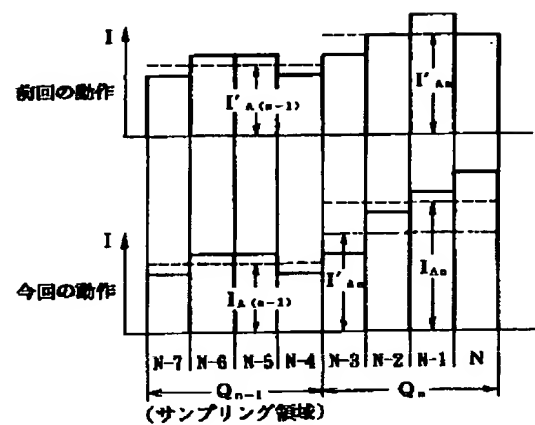 I
前回の動作
I'A(n-1)
I'An
I
今回の動作
IA(n-1)
I'An
IAn
N-7 N-6 N-5 N-4 N-3 N-2 N-1 N
Qn-1 Qn
(サンプリング領域)